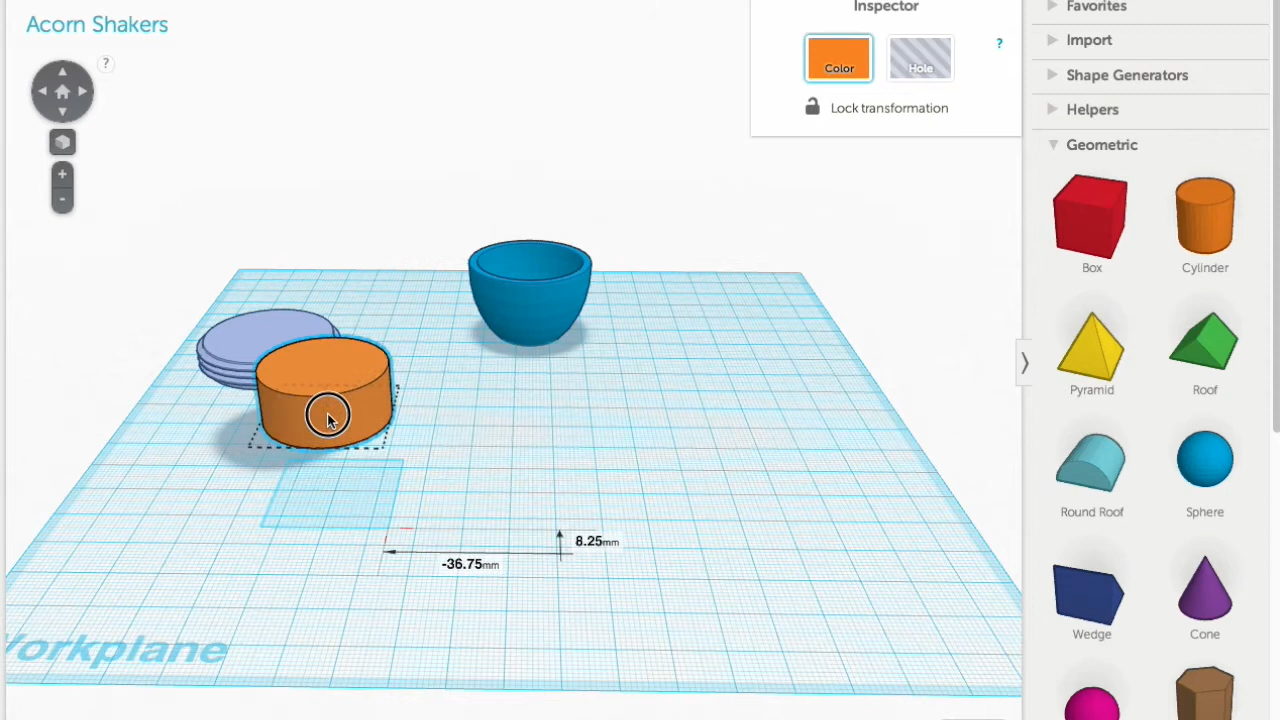 Acorn Shakers
?
+
-
Inspector
Color
Hole
?
Lock transformation
Favorites
Import
Shape Generators
Helpers
Geometric
Box
Cylinder
Pyramid
Roof
Round Roof
Sphere
Wedge
Cone
8.25mm
-36.75mm
Workplane